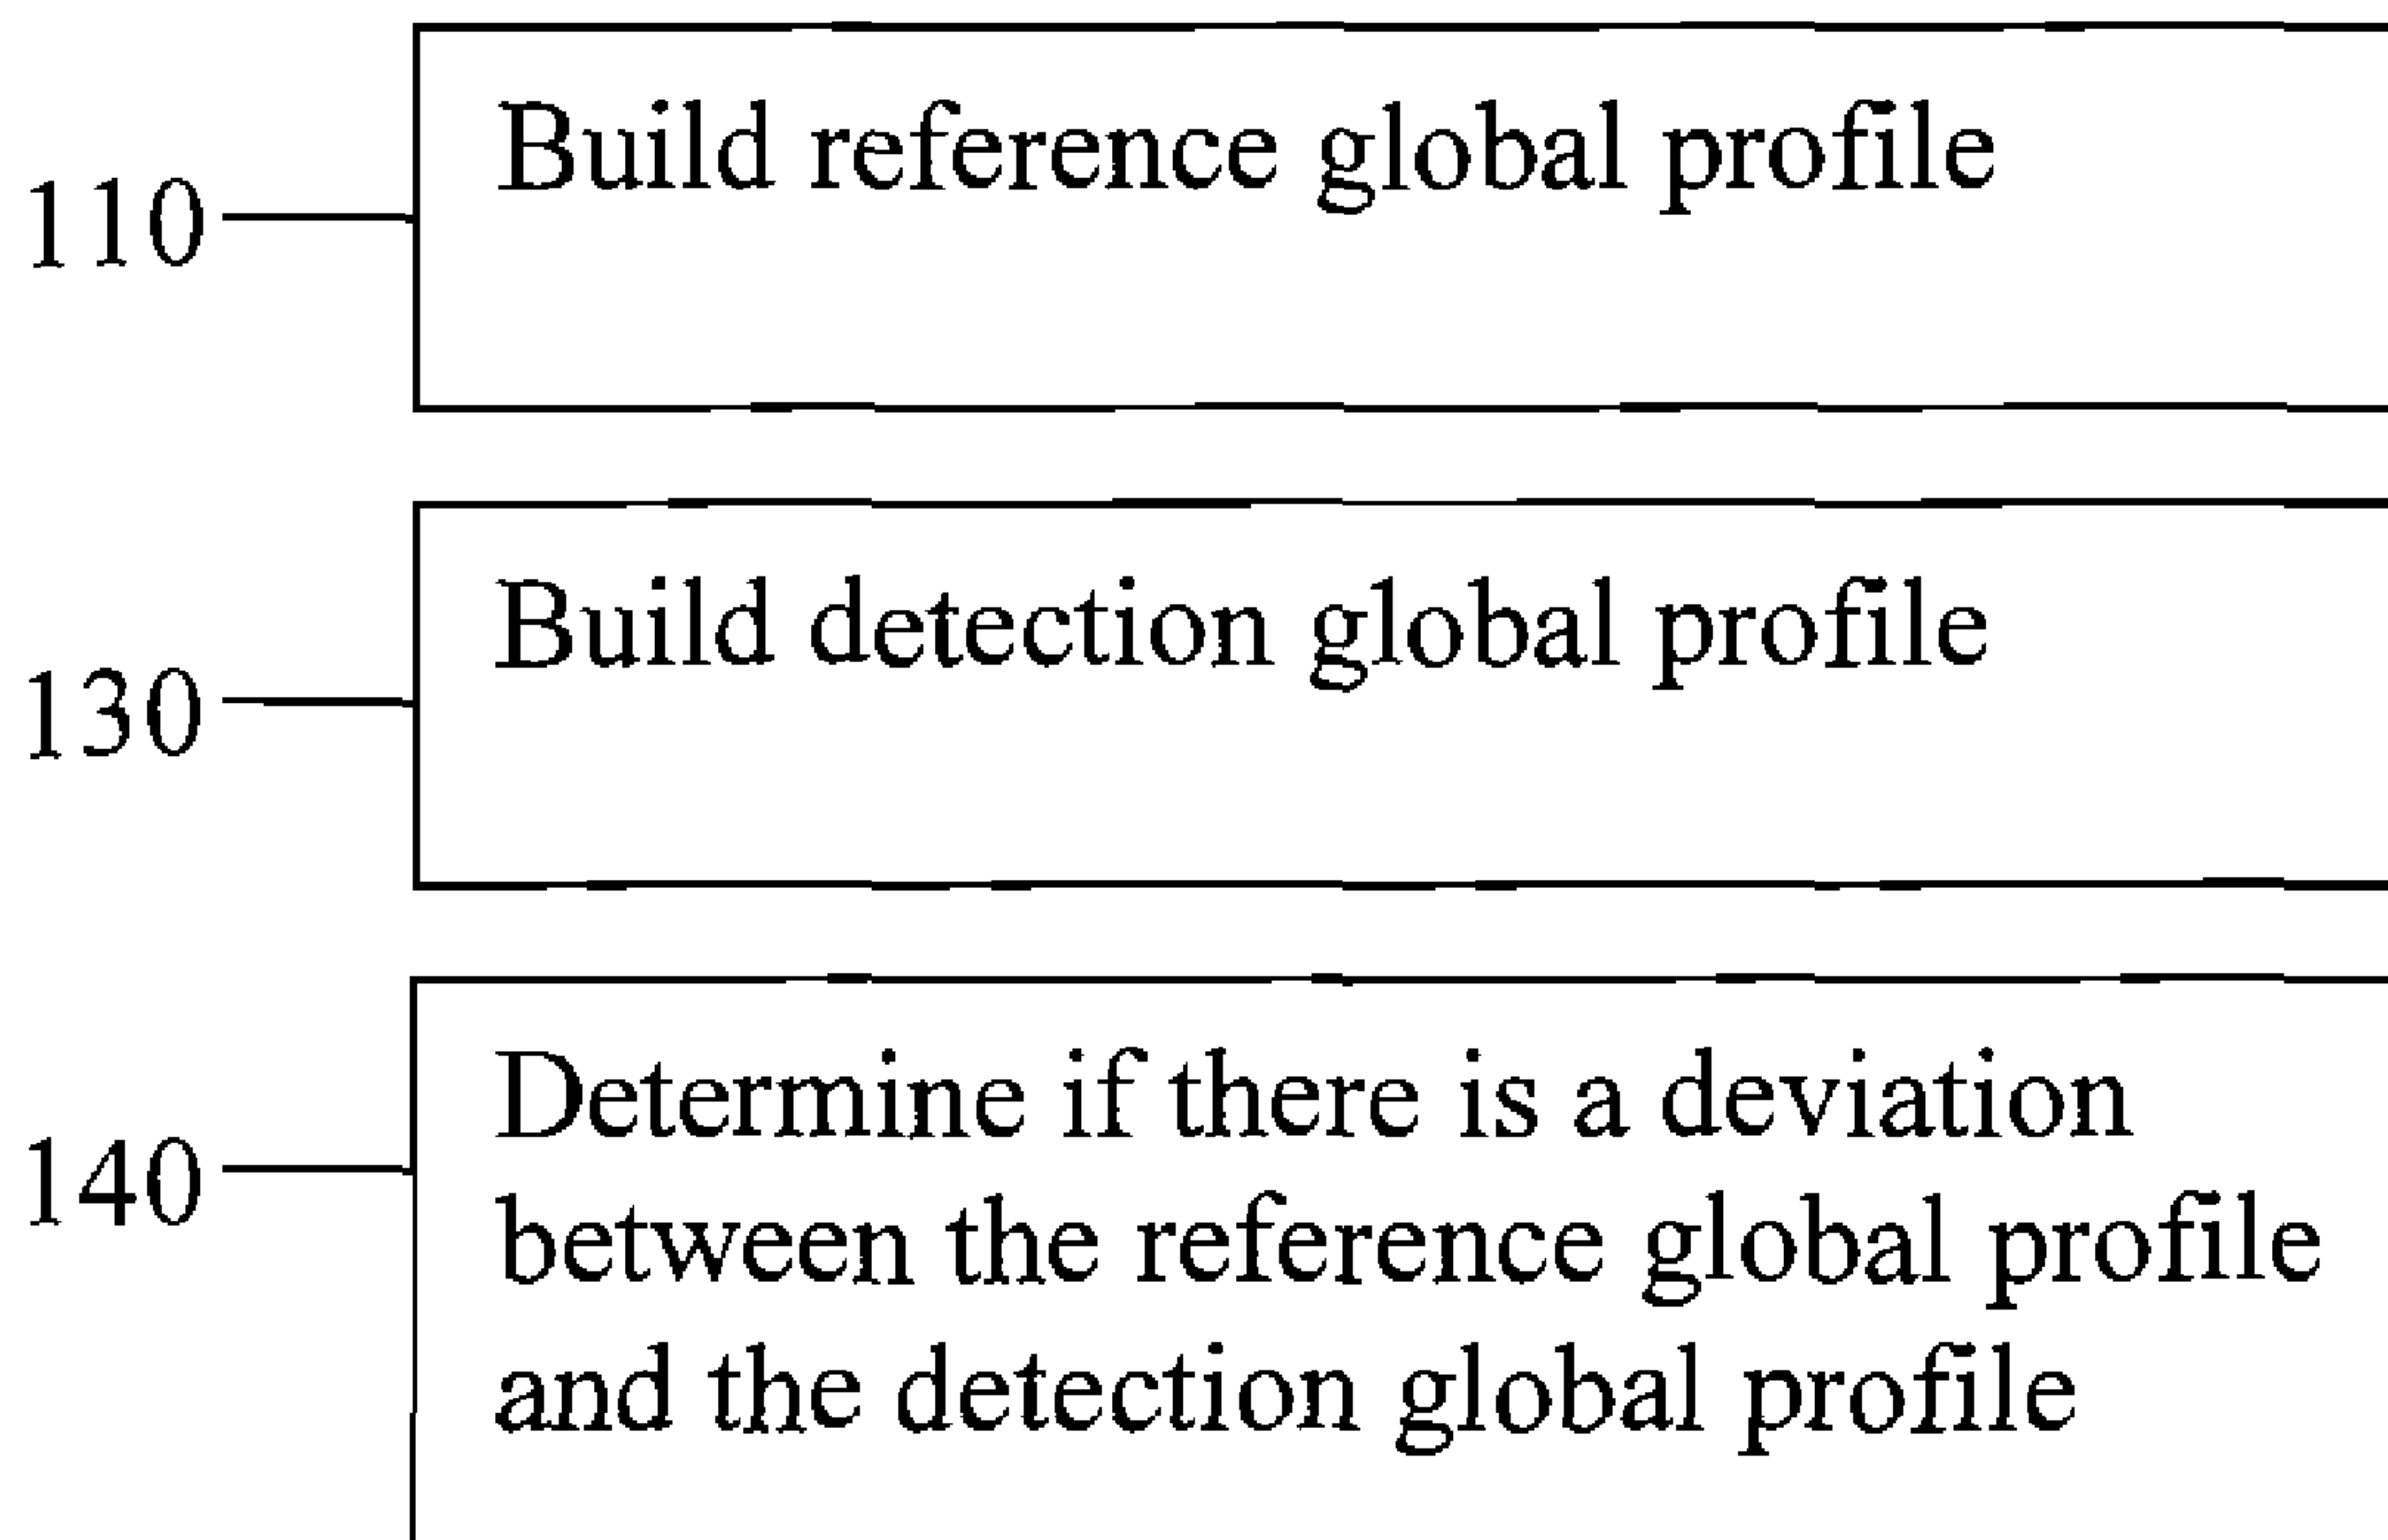 Build reference global profile
110
Build detection global profile
130
Determine if there is a deviation
140
between the reference global profile
and the detection global profile